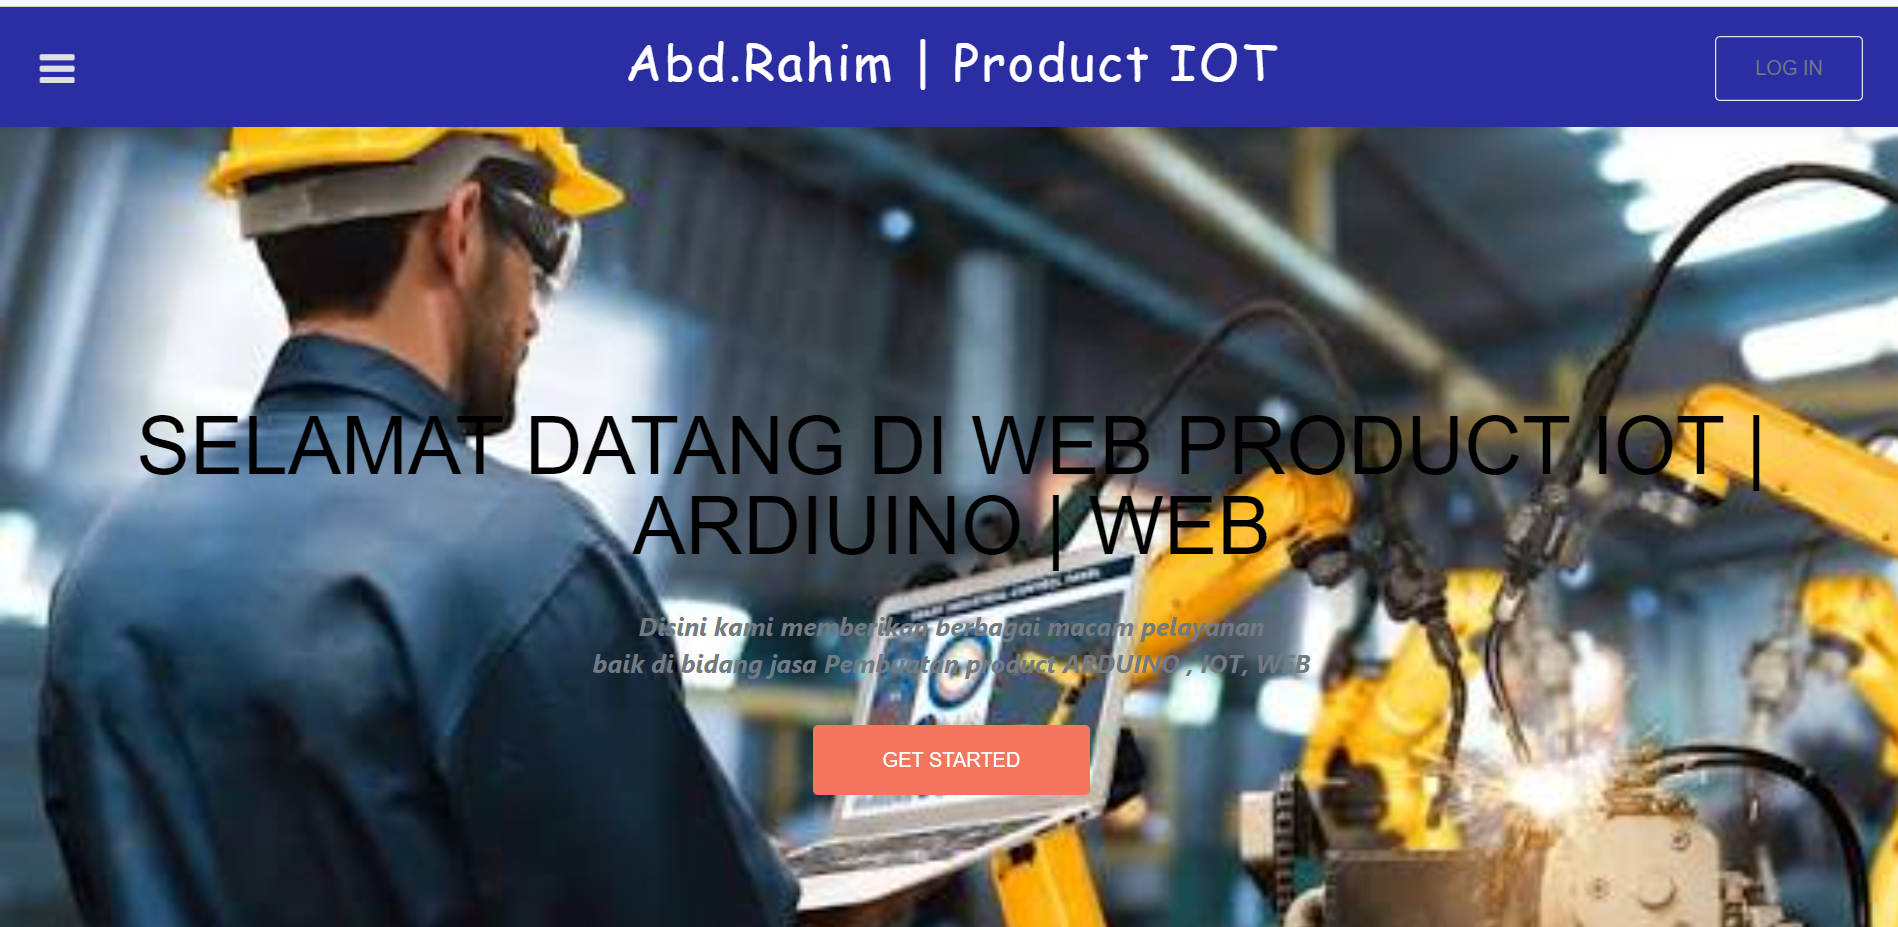 Abd.Rahim | Product IOT
LOG IN
SELAMAT DATANG DI WEB PRODUCT IOT |
ARDIUINO | WEB
Disini kami memberikan berbagai macam pelayanan
baik di bidang jasa Pembuatan product ARDUINO , IOT, WEB
GET STARTED